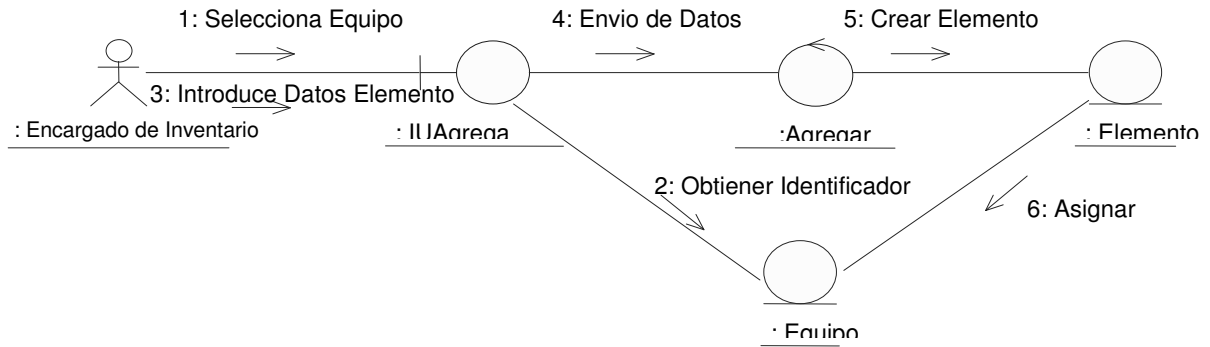 1: Selecciona Equipo
4: Envio de Datos
5: Crear Elemento
3: Introduce Datos Elemento
: Encargado de Inventario
: IUAgrega
:Agregar
: Elemento
2: Obtiener Identificador
6: Asignar
: Equipo